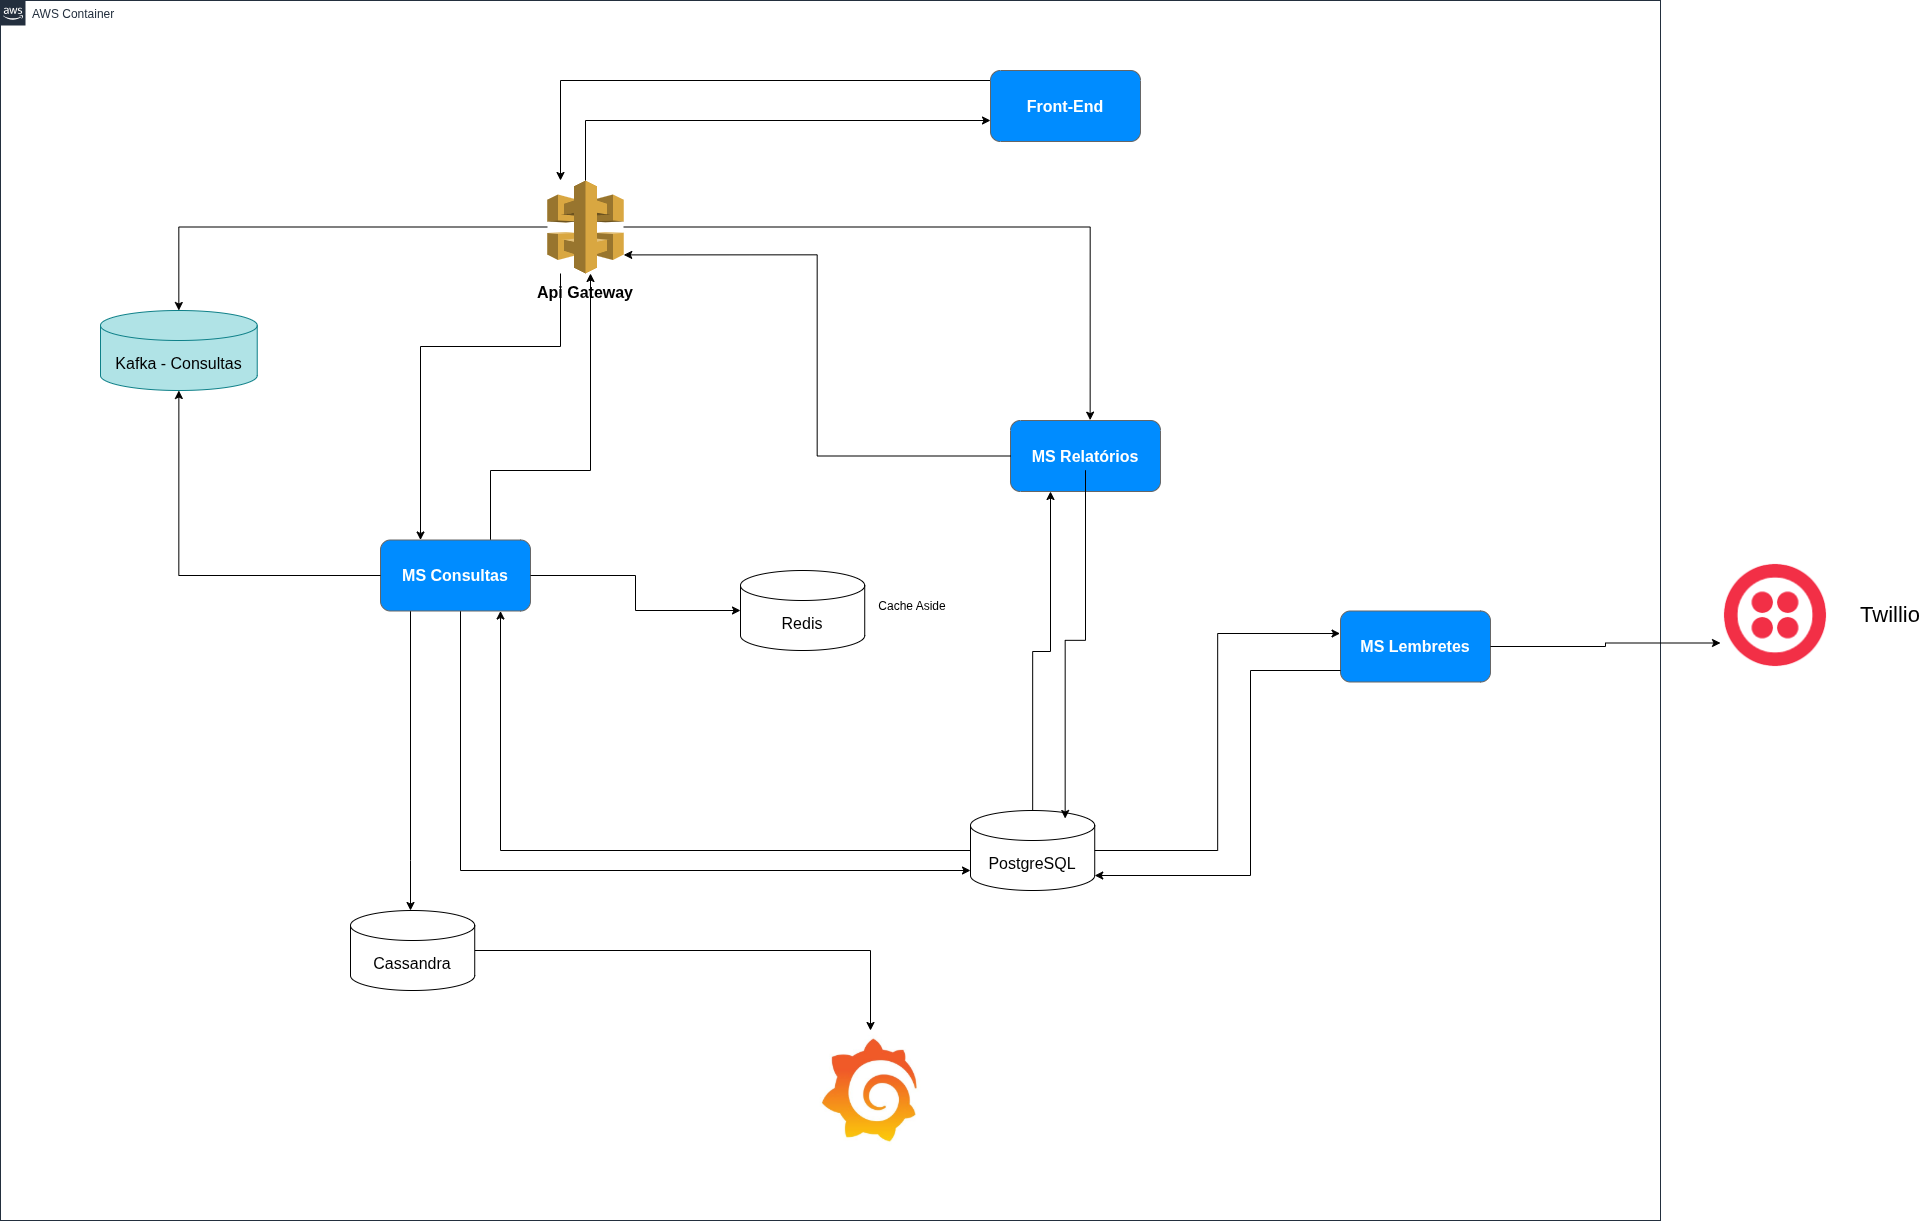 aws
AWS Container
Front-End
Api Gateway
Kafka - Consultas
MS Relatórios
MS Consultas
Redis
Cache Aside
Twillio
MS Lembretes
PostgreSQL
Cassandra